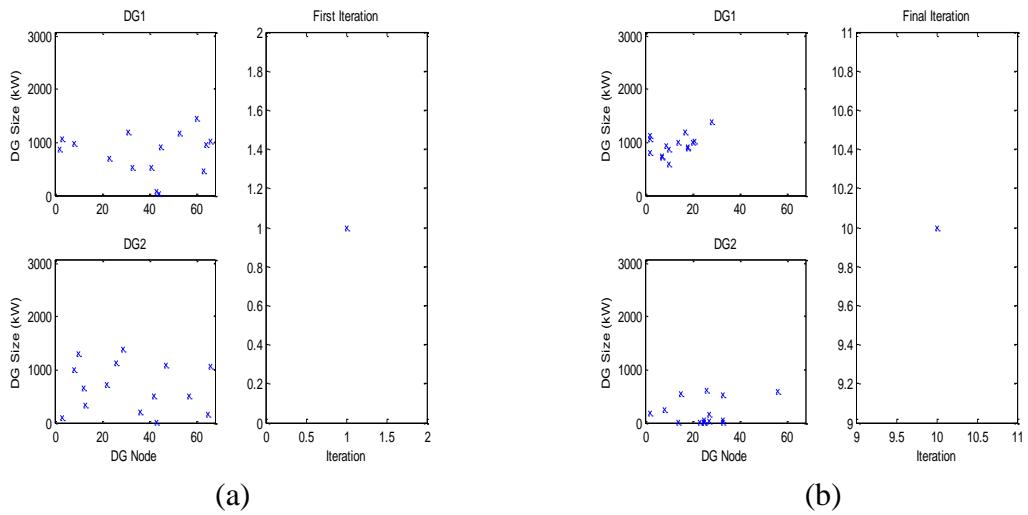 DG1
DG Size (kW)
3000
2000
1000
0
0 20 40 60
DG2
DG Size (kW)
3000
2000
1000
0
0 20 40 60
DG Node
First Iteration
2
1.8
1.6
1.4
1.2
1
0.8
0.6
0.4
0.2
0
0 0.5 1 1.5 2
Iteration
(a)
DG1
DG Size (kW)
3000
2000
1000
0
0 20 40 60
DG2
DG Size (kW)
3000
2000
1000
0
0 20 40 60
DG Node
Final Iteration
11
10.8
10.6
10.4
10.2
10
9.8
9.6
9.4
9.2
9
9 9.5 10 10.5 11
Iteration
(b)